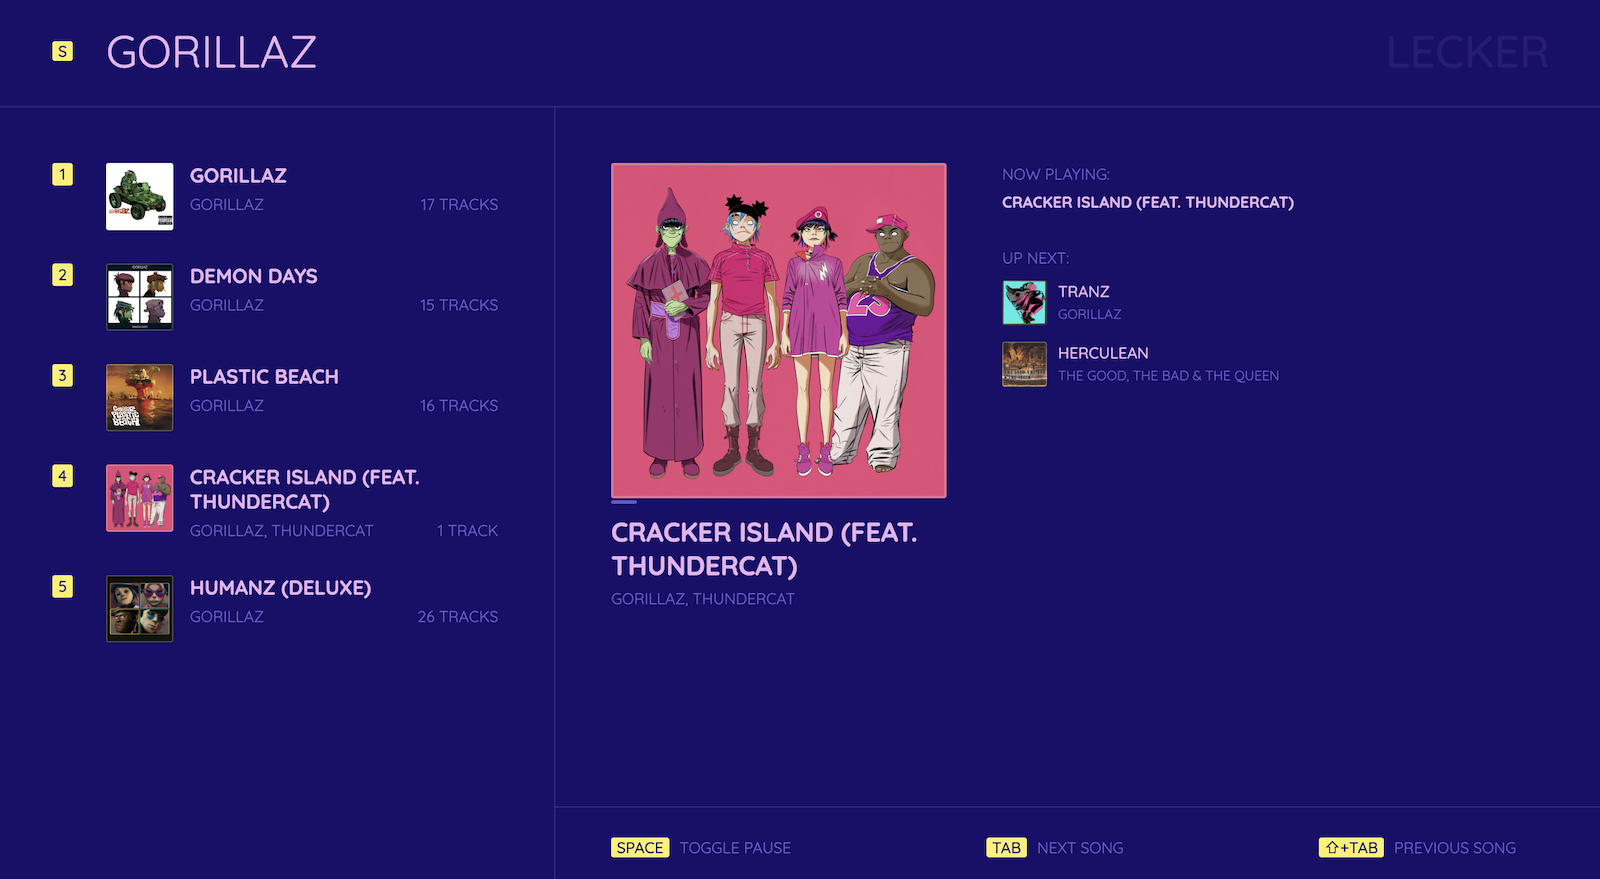 S GORILLAZ LECKER
1 GORILLAZ
GORILLAZ 17 TRACKS
2 DEMON DAYS
GORILLAZ 15 TRACKS
3 PLASTIC BEACH
GORILLAZ 16 TRACKS
4 CRACKER ISLAND (FEAT.
THUNDERCAT)
GORILLAZ, THUNDERCAT 1 TRACK
5 HUMANZ (DELUXE)
GORILLAZ 26 TRACKS
23
CRACKER ISLAND (FEAT.
THUNDERCAT)
GORILLAZ, THUNDERCAT
NOW PLAYING:
CRACKER ISLAND (FEAT. THUNDERCAT)
UP NEXT:
TRANZ
GORILLAZ
HERCULEAN
THE GOOD, THE BAD & THE QUEEN
SPACE TOGGLE PAUSE
TAB NEXT SONG
⇧+TAB PREVIOUS SONG